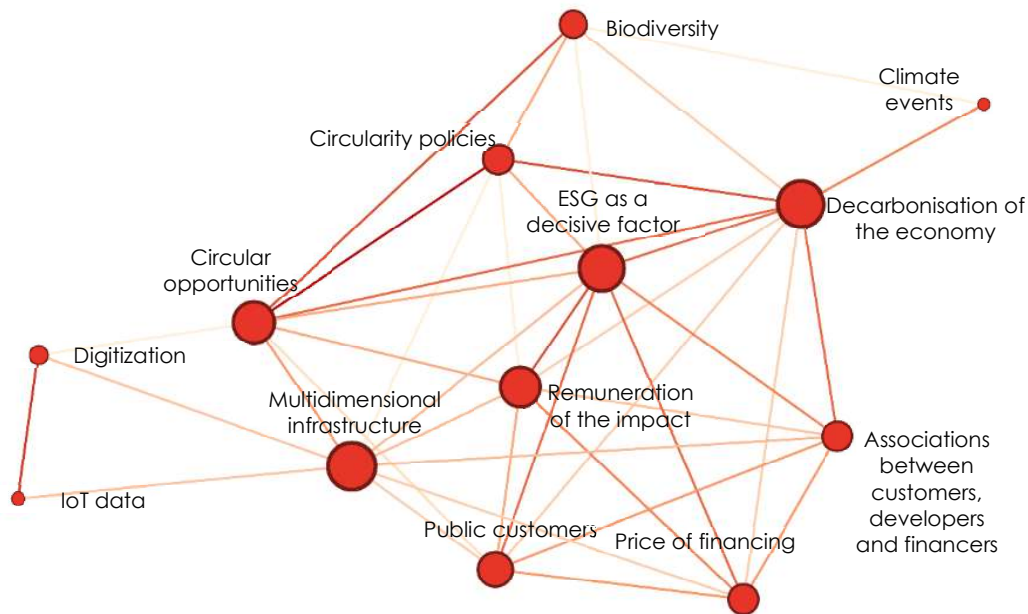 Biodiversity
Climate
events
Circularity policies
ESG as a
decisive factor
Decarbonisation of
the economy
Circular
opportunities
Digitization
Multidimensional
infrastructure
Remuneration
of the impact
Associations
between
customers,
developers
and financers
IoT data
Public customers
Price of financing